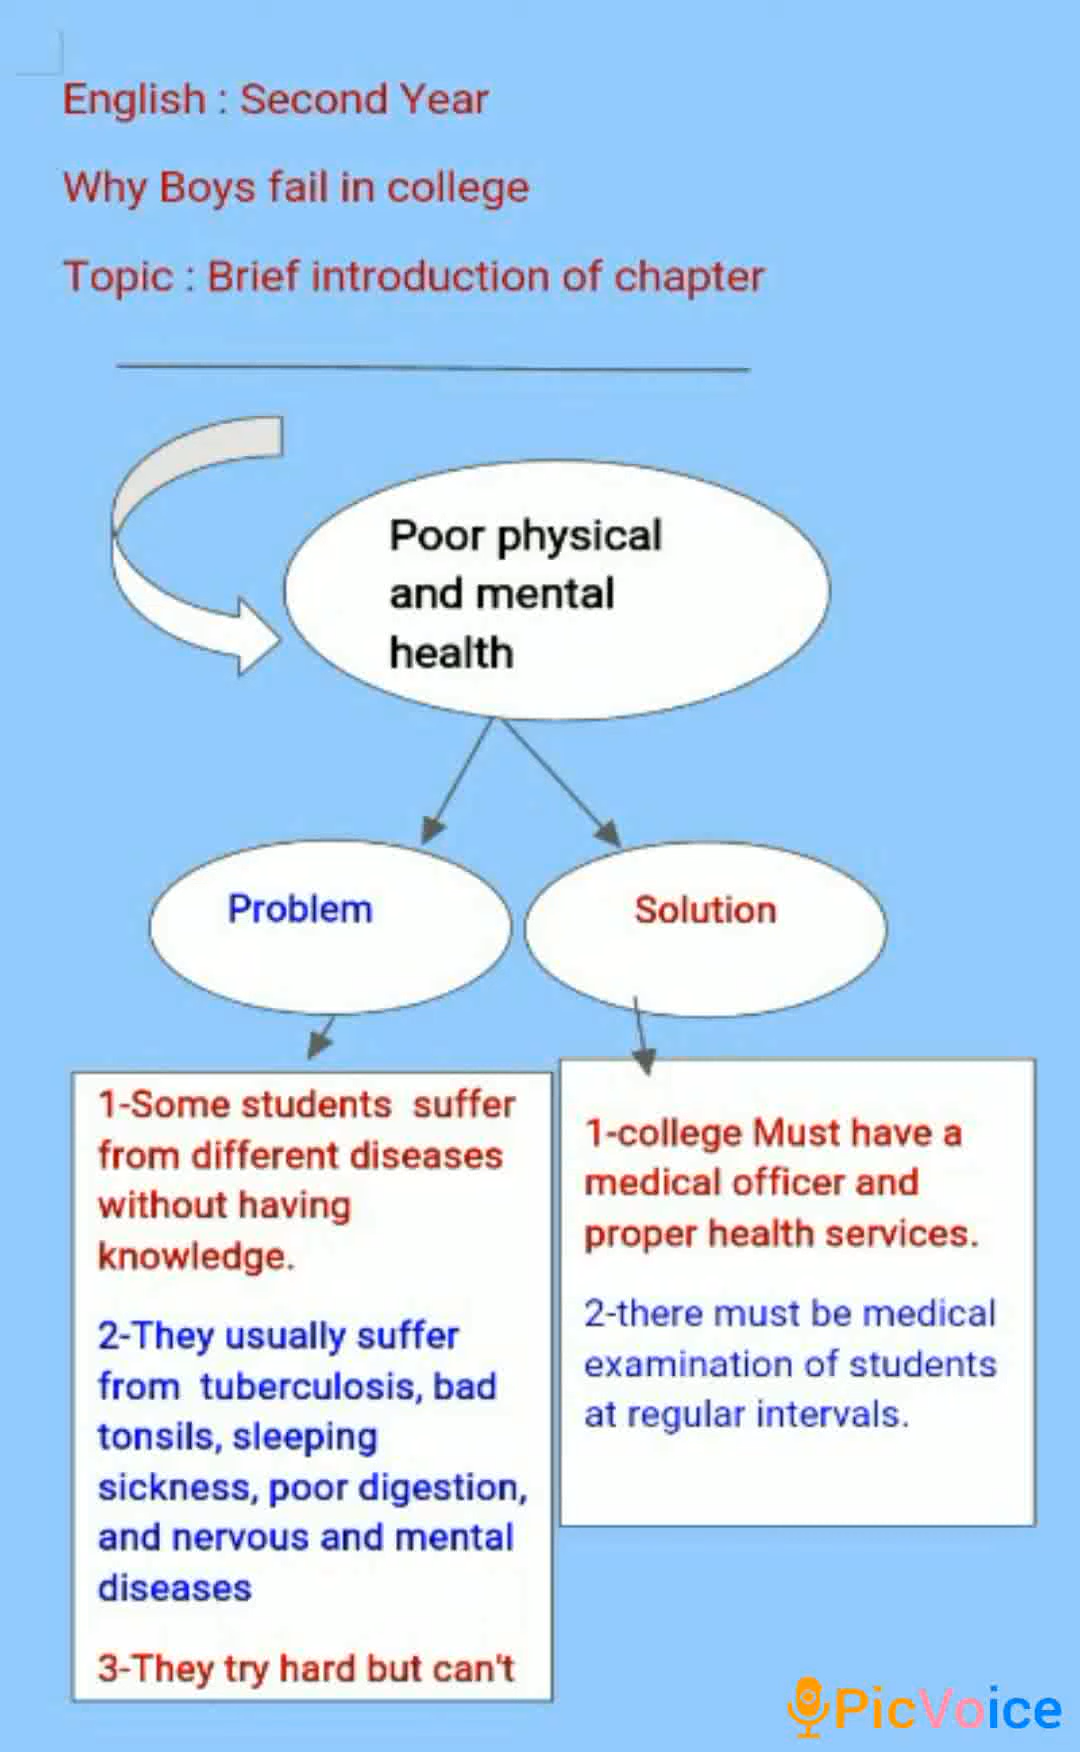 English : Second Year
Why Boys fail in college
Topic : Brief introduction of chapter
Poor physical
and mental
health
Problem
Solution
1-Some students suffer
from different diseases
without having
knowledge.
2-They usually suffer
from tuberculosis, bad
tonsils, sleeping
sickness, poor digestion,
and nervous and mental
diseases
3-They try hard but can't
1-college Must have a
medical officer and
proper health services.
2-there must be medical
examination of students
at regular intervals.
PicVoice